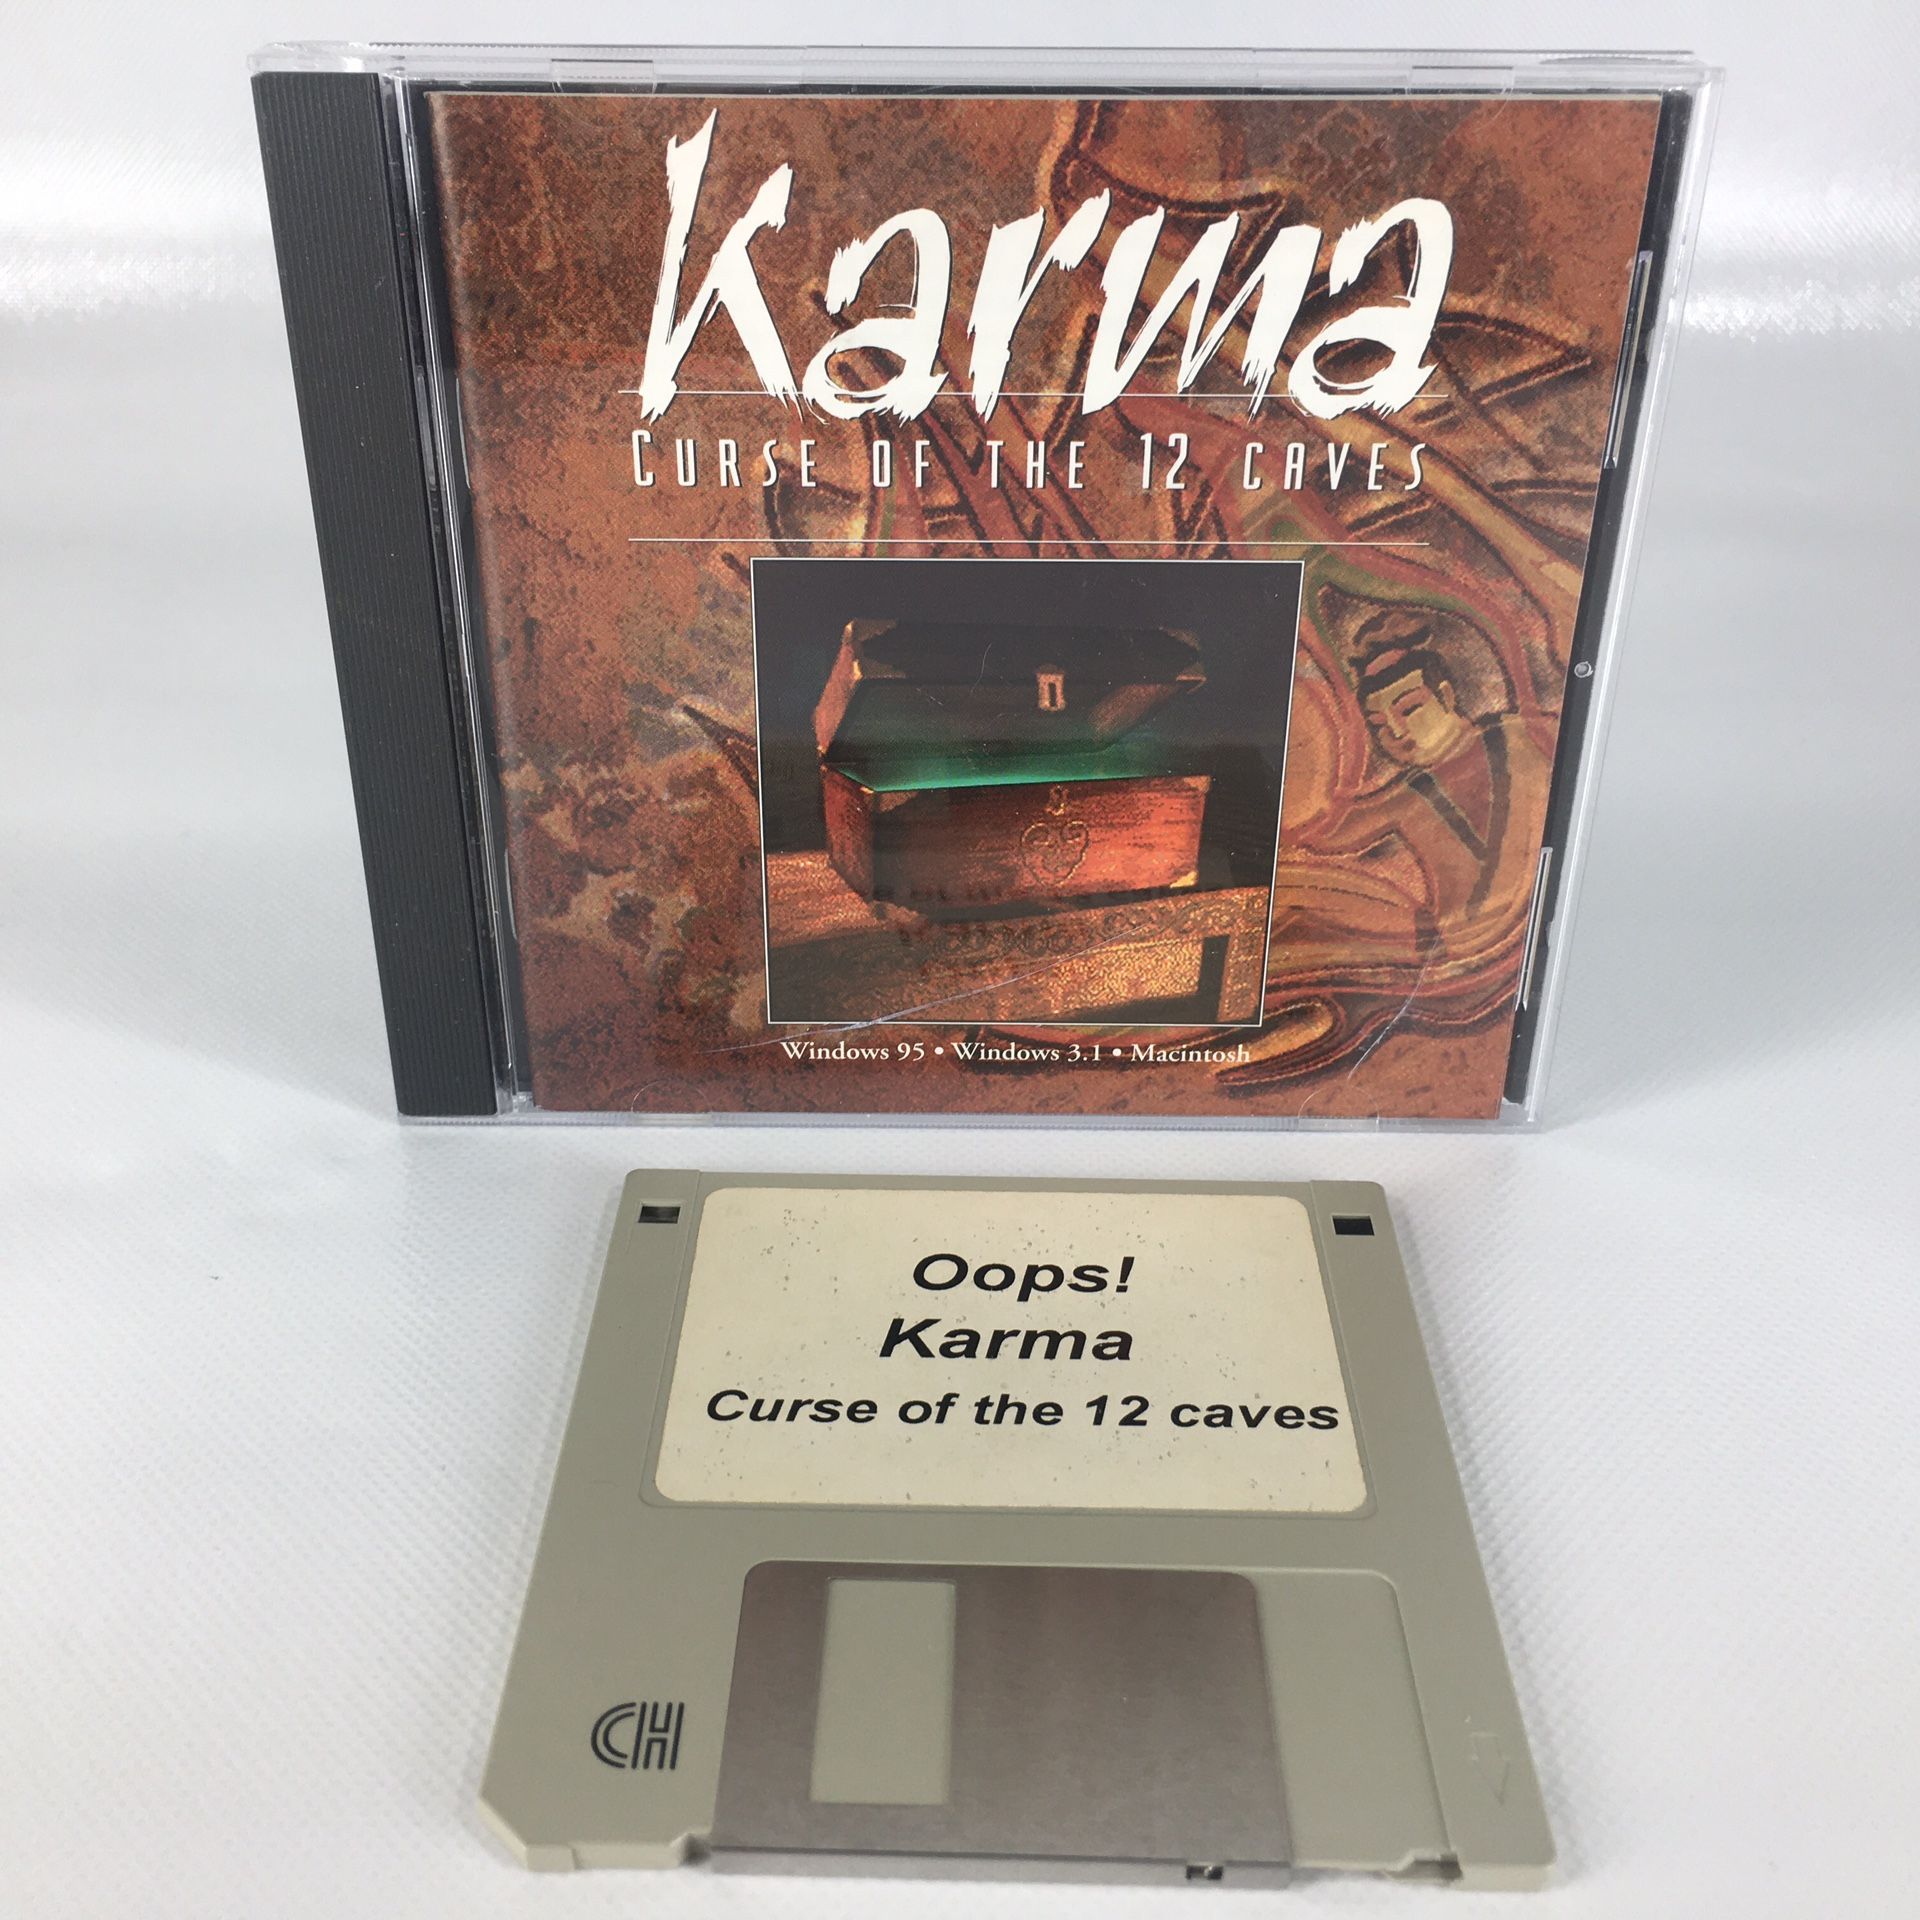 Karma
CURSE OF THE 12 CAVES
Windows 95 • Windows 3.1 • Macintosh
Oops!
Karma
Curse of the 12 caves
CH